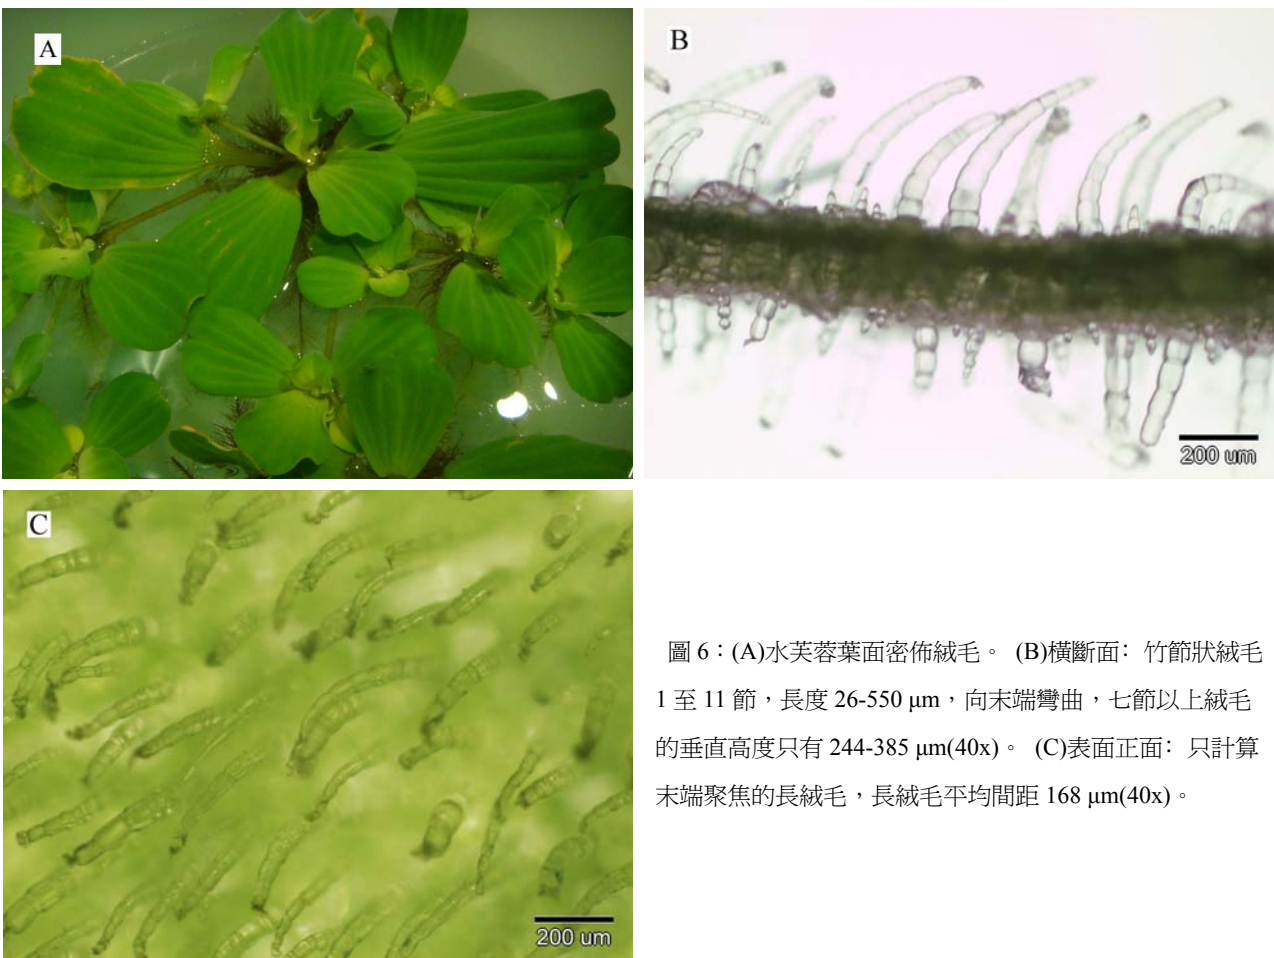 A
B
200 um
C
200 um
圖 6：(A)水芙蓉葉面密佈絨毛。 (B)橫斷面： 竹節狀絨毛
1 至 11 節，長度 26-550 μm，向末端彎曲，七節以上絨毛
的垂直高度只有 244-385 μm(40x)。 (C)表面正面： 只計算
末端聚焦的長絨毛，長絨毛平均間距 168 μm(40x)。